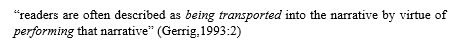 “readers are often described as being transported into the narrative by virtue of
performing that narrative” (Gerrig,1993:2)